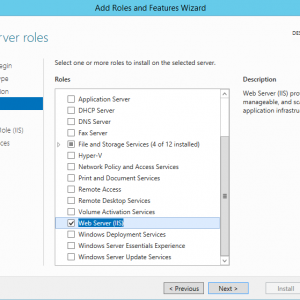 Add Roles and Features Wizard
rver roles
DES
Select one or more roles to install on the selected server.
egin
ype
tion
Role (IIS)
ices
Roles
Application Server
DHCP Server
DNS Server
Fax Server
File and Storage Services (4 of 12 installed)
Hyper-V
Network Policy and Access Services
Print and Document Services
Remote Access
Remote Desktop Services
Volume Activation Services
Web Server (IIS)
Windows Deployment Services
Windows Server Essentials Experience
Windows Server Update Services
Description
Web Server (IIS) pro
manageable, and sca
application infrastru
< Previous
Next >
Install